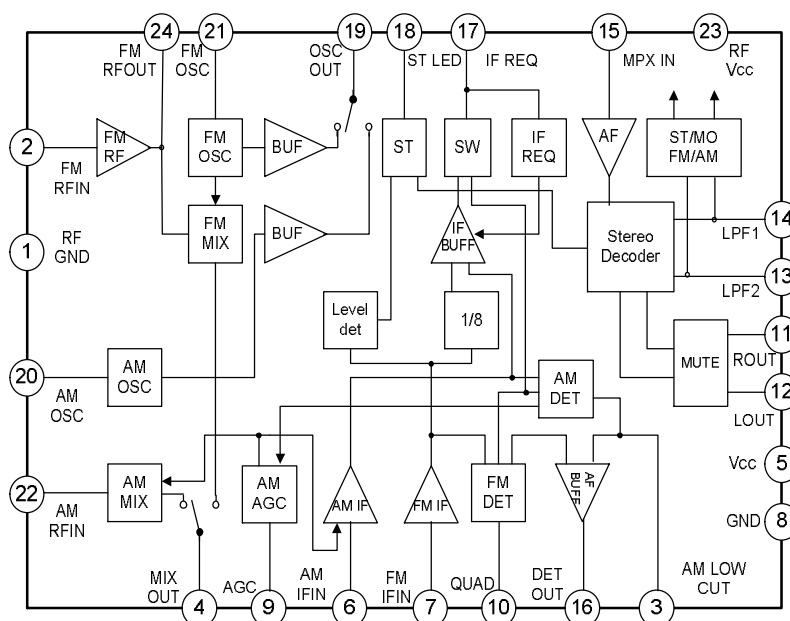 24
21
19
18
17
15
23
FM
RFOUT
FM
OSC
OSC
OUT
ST LED
IF REQ
MPX IN
RF
Vcc
2
FM
RF
FM
RFIN
FM
OSC
BUF
ST
SW
IF
REQ
AF
ST/MO
FM/AM
1
RF
GND
FM
MIX
BUF
IF
BUFF
Stereo
Decoder
14
LPF1
13
LPF2
Level
det
1/8
MUTE
11
ROUT
20
AM
OSC
AM
OSC
AM
DET
12
LOUT
5
Vcc
22
AM
RFIN
AM
MIX
AM
AGC
AM IF
FM IF
FM
DET
AF
BUFF
8
GND
MIX
OUT
AGC
AM
IFIN
FM
IFIN
QUAD
DET
OUT
AM LOW
CUT
4
9
6
7
10
16
3